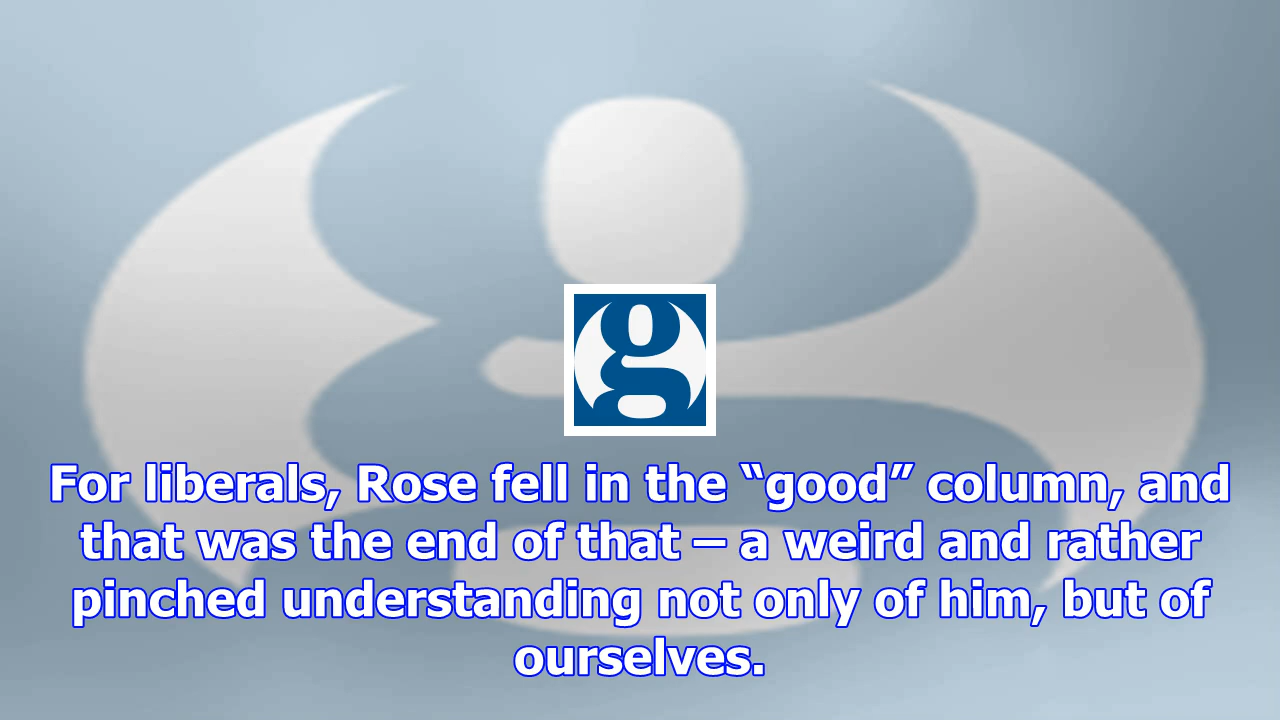 For liberals, Rose fell in the “good” column, and
that was the end of that – a weird and rather
pinched understanding not only of him, but of
ourselves.